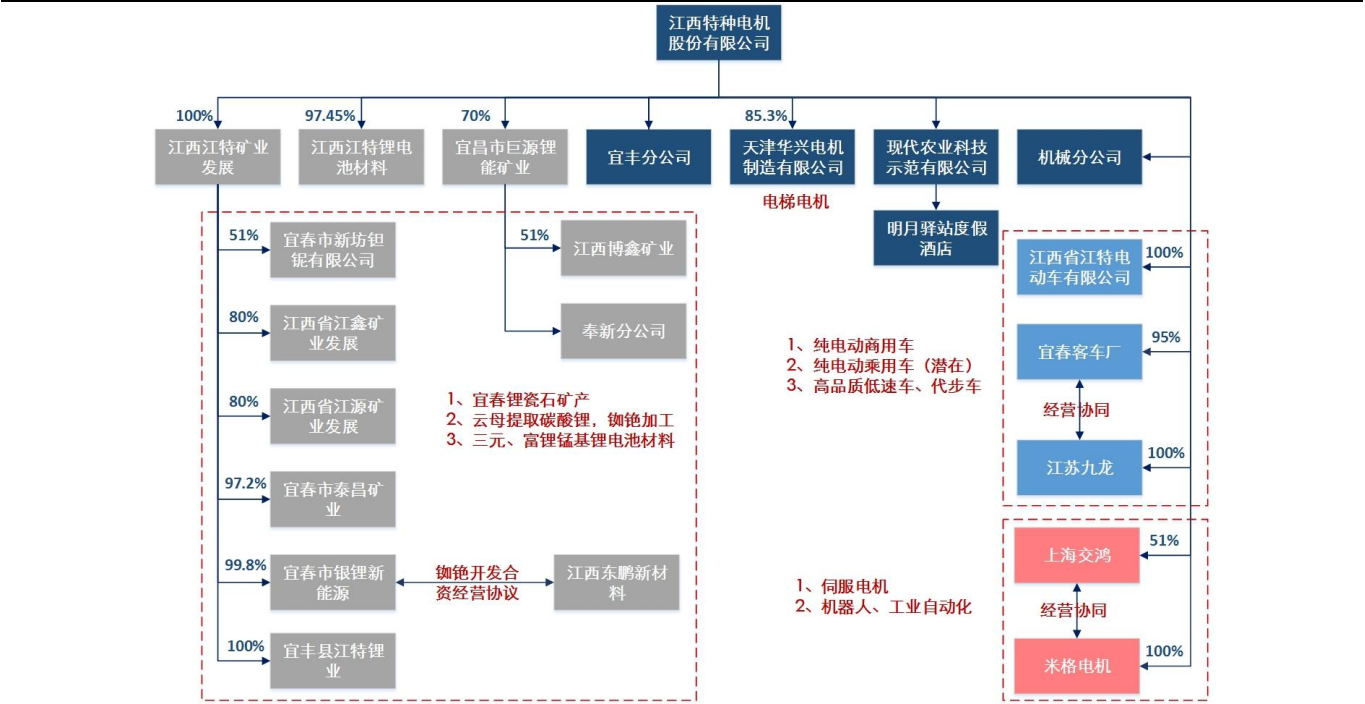 江西特种电机
股份有限公司
100%
97.45%
70%
85.3%
江西江特矿业
发展
江西江特锂电
池材料
宜昌市巨源锂
能矿业
宜丰分公司
天津华兴电机
制造有限公司
现代农业科技
示范有限公司
机械分公司
电梯电机
51%
宜春市新坊钽
铌有限公司
51%
江西博鑫矿业
明月驿站度假
酒店
江西省江特电
动车有限公司
100%
80%
江西省江鑫矿
业发展
奉新分公司
1、纯电动商用车
2、纯电动乘用车（潜在）
3、高品质低速车、代步车
宜春客车厂
95%
80%
江西省江源矿
业发展
1、宜春锂瓷石矿产
2、云母提取碳酸锂，铷铯加工
3、三元、富锂锰基锂电池材料
经营协同
江苏九龙
100%
97.2%
宜春市泰昌矿
业
99.8%
宜春市银锂新
能源
铷铯开发合
资经营协议
江西东鹏新材
料
上海交鸿
51%
1、伺服电机
2、机器人、工业自动化
经营协同
100%
宜丰县江特锂
业
米格电机
100%